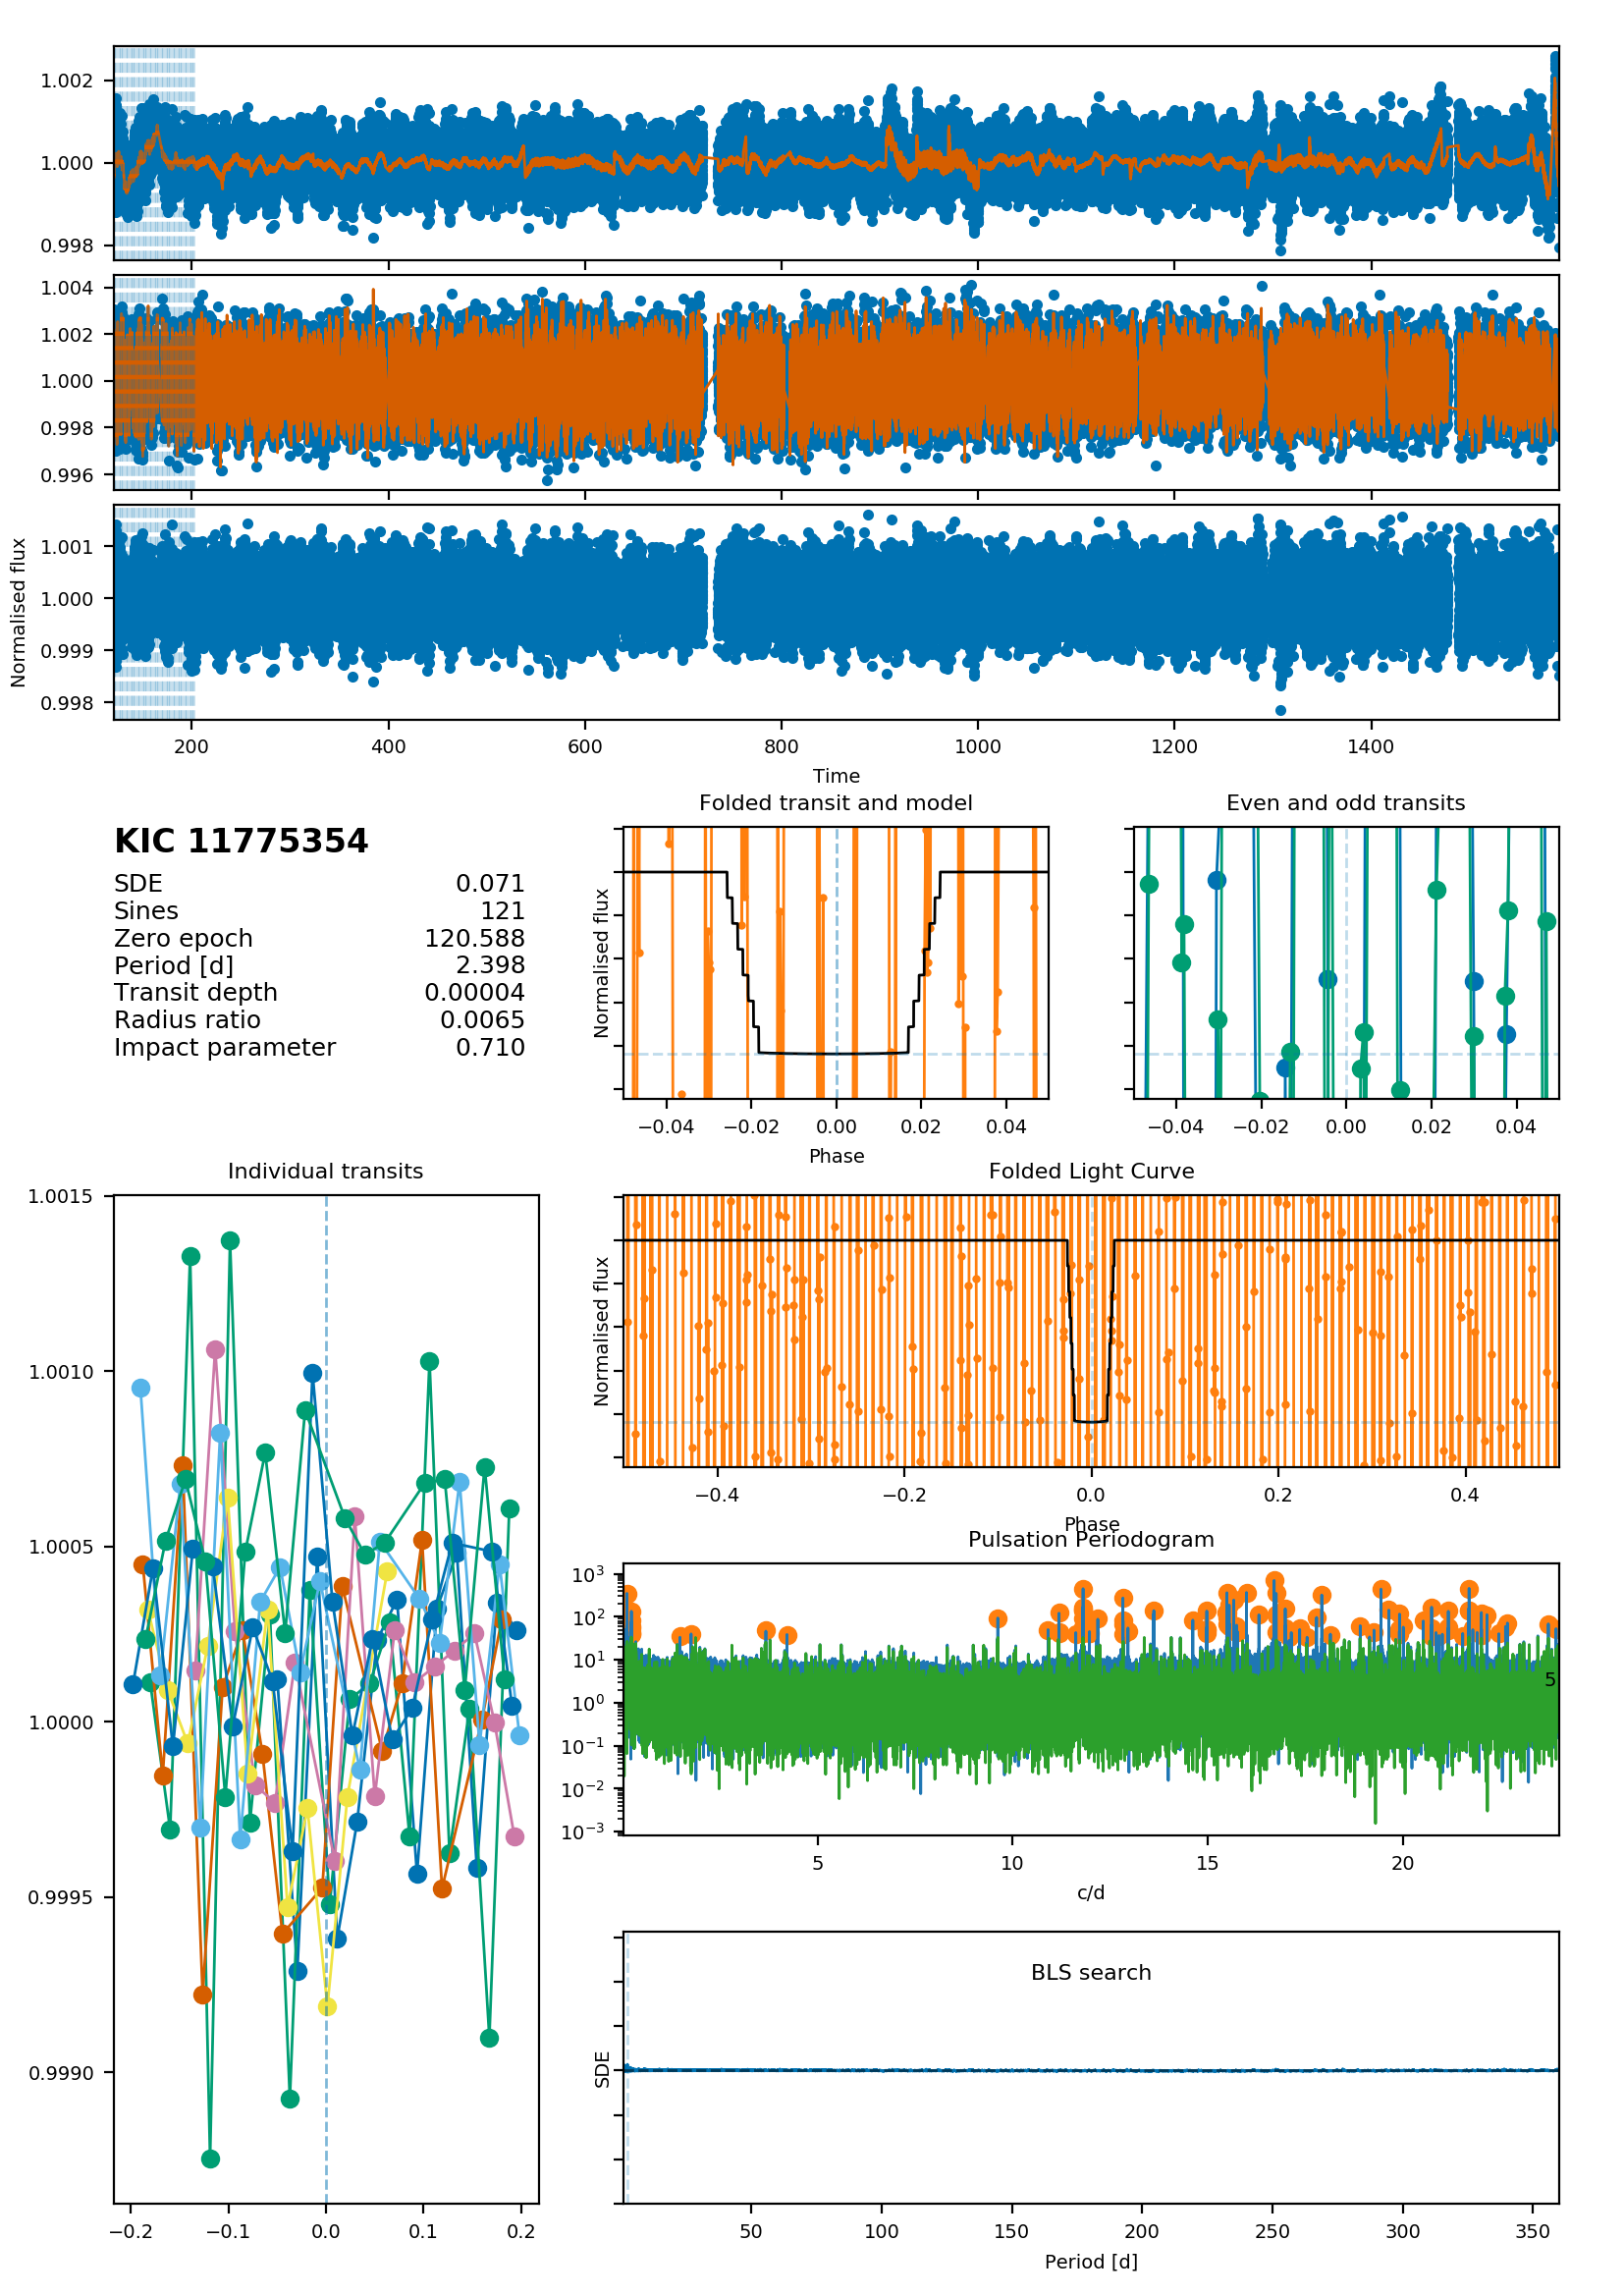 1.002
1.000
0.998
1.004
1.002
1.000
0.998
0.996
Normalised flux
1.001
1.000
0.999
0.998
200 400 600 800 1000 1200 1400
Time
KIC 11775354
SDE 0.071
Sines 121
Zero epoch 120.588
Period [d] 2.398
Transit depth 0.00004
Radius ratio 0.0065
Impact parameter 0.710
Folded transit and model
Normalised flux
−0.04 −0.02 0.00 0.02 0.04
Phase
Even and odd transits
−0.04 −0.02 0.00 0.02 0.04
Individual transits
1.0015
1.0010
1.0005
1.0000
0.9995
0.9990
−0.2 −0.1 0.0 0.1 0.2
Folded Light Curve
Normalised flux
−0.4 −0.2 0.0 0.2 0.4
Phase
Pulsation Periodogram
10³
10²
10¹
10⁰
10⁻¹
10⁻²
10⁻³
5
5 10 15 20
c/d
BLS search
SDE
50 100 150 200 250 300 350
Period [d]